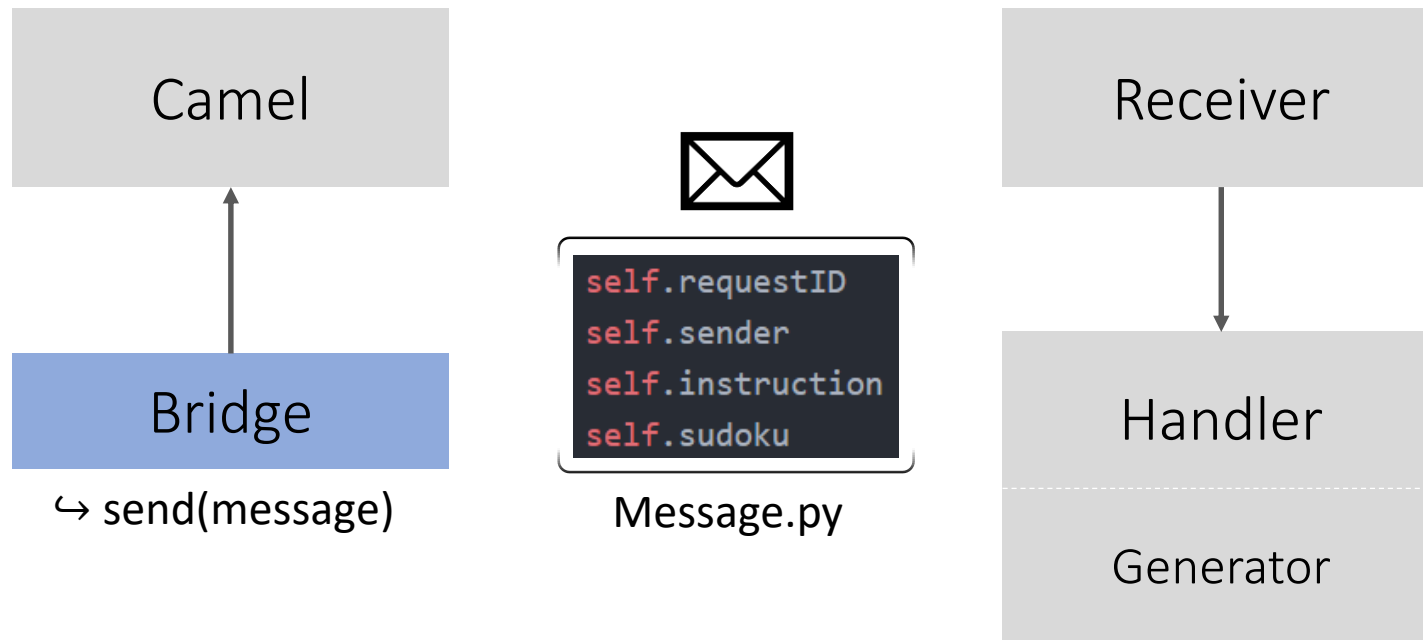 Camel
Bridge
↪ send(message)
self.requestID
self.sender
self.instruction
self.sudoku
Message.py
Receiver
Handler
Generator